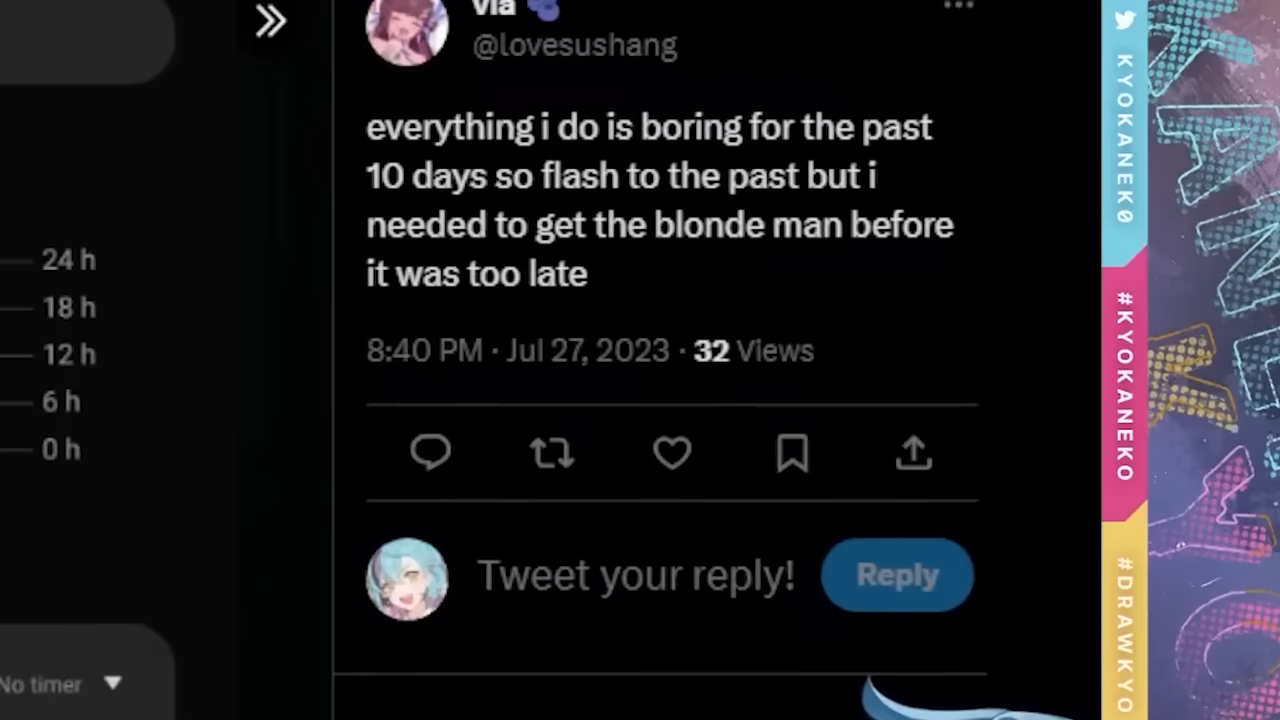 via
@lovesushang
everything i do is boring for the past
10 days so flash to the past but i
needed to get the blonde man before
it was too late
8:40 PM · Jul 27, 2023 · 32 Views
Tweet your reply!
Reply
24 h
18 h
12 h
6 h
0 h
No timer
KYOKANEK0
#KYOKANEKO
#DRAWKYO